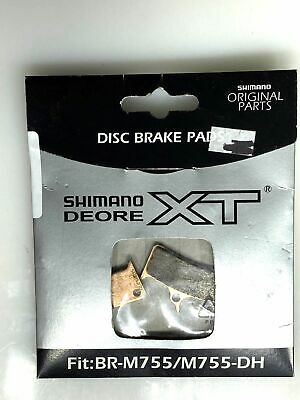 SHIMANO
ORIGINAL
PARTS
DISC BRAKE PADS
SHIMANO
DEORE XT®
Fit:BR-M755/M755-DH